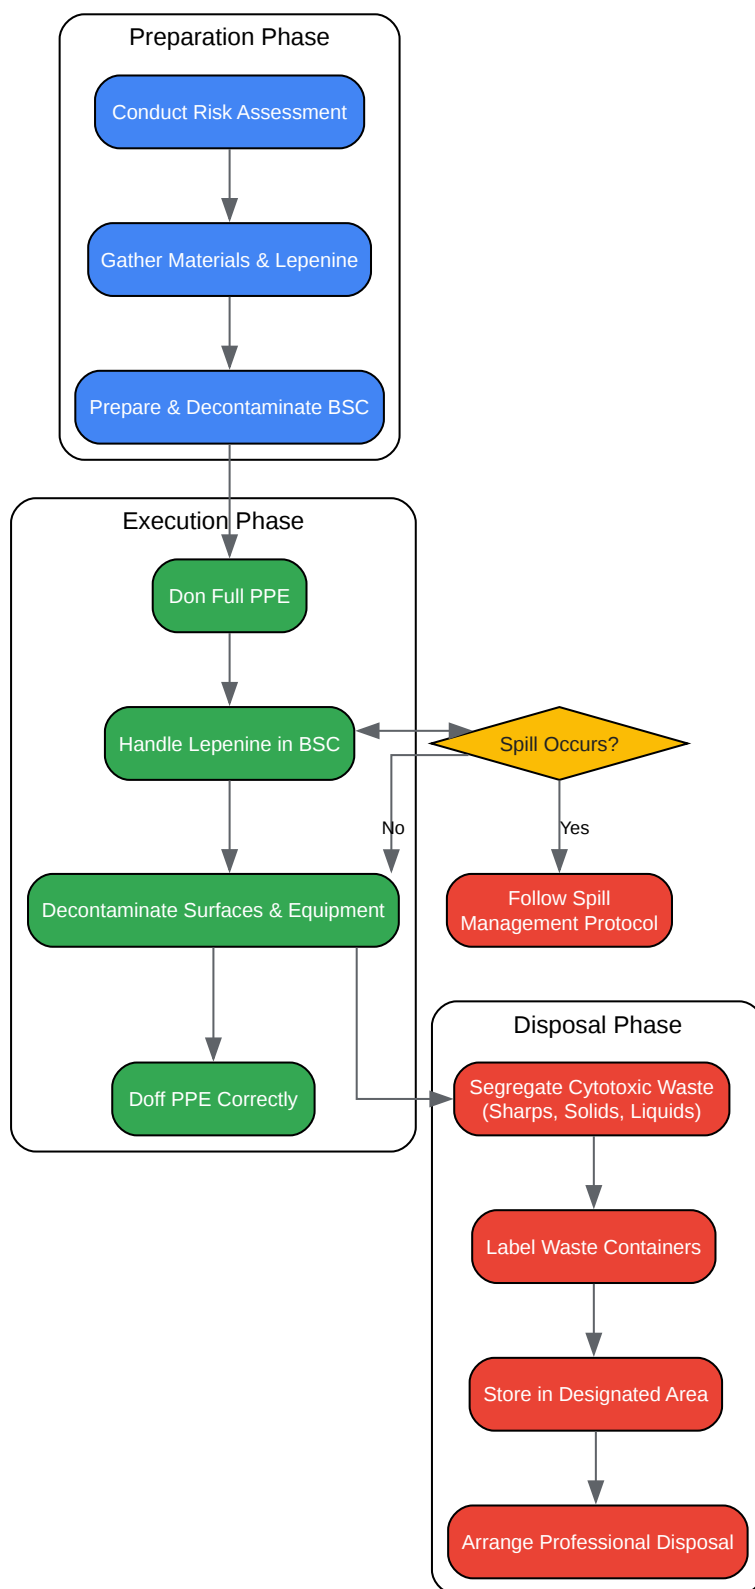 Preparation Phase
Conduct Risk Assessment
Gather Materials & Lepenine
Prepare & Decontaminate BSC
Execution Phase
Don Full PPE
Handle Lepenine in BSC
Spill Occurs?
No
Yes
Decontaminate Surfaces & Equipment
Follow Spill
Management Protocol
Doff PPE Correctly
Disposal Phase
Segregate Cytotoxic Waste
(Sharps, Solids, Liquids)
Label Waste Containers
Store in Designated Area
Arrange Professional Disposal